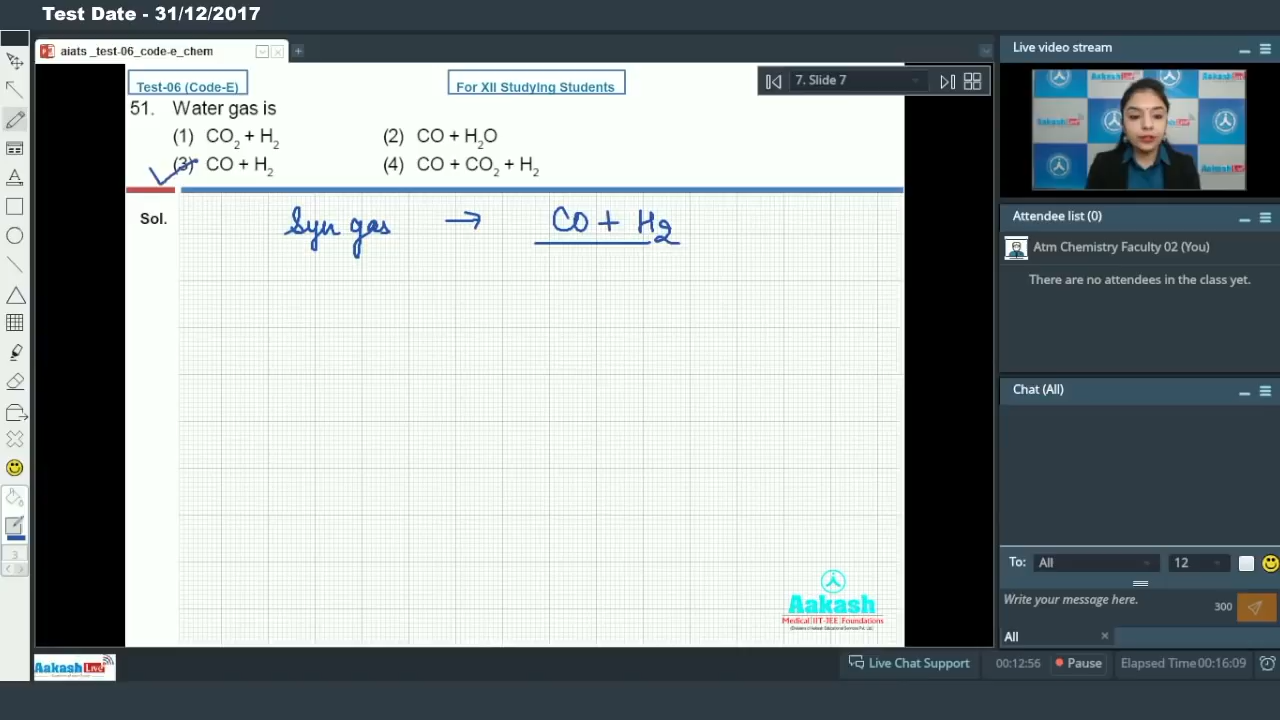 Test Date - 31/12/2017
aiats _test-06_code-e_chem
Live video stream
Test-06 (Code-E)
For XII Studying Students
7. Slide 7
51. Water gas is
(1) CO2 + H2
(2) CO + H2O
(3) CO + H2
(4) CO + CO2 + H2
Sol.
Syn gas → CO + H2
Aakash
Medical|IIT-JEE|Foundations
Attendee list (0)
Atm Chemistry Faculty 02 (You)
There are no attendees in the class yet.
Chat (All)
To: All 12
Write your message here.
300
All
3
Aakash Live
Live Chat Support
00:12:56
Pause
Elapsed Time 00:16:09